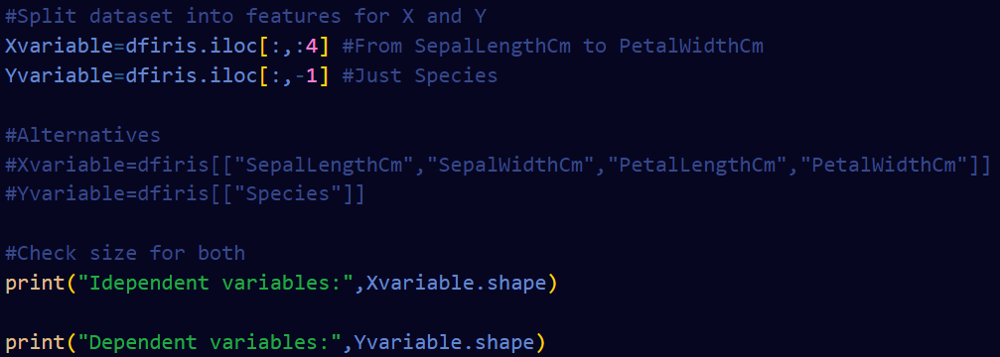 #Split dataset into features for X and Y
Xvariable=dfiris.iloc[:,:4] #From SepalLengthCm to PetalWidthCm
Yvariable=dfiris.iloc[:,-1] #Just Species
#Alternatives
#Xvariable=dfiris[["SepalLengthCm","SepalWidthCm","PetalLengthCm","PetalWidthCm"]]
#Yvariable=dfiris[["Species"]]
#Check size for both
print("Idependent variables:",Xvariable.shape)
print("Dependent variables:",Yvariable.shape)